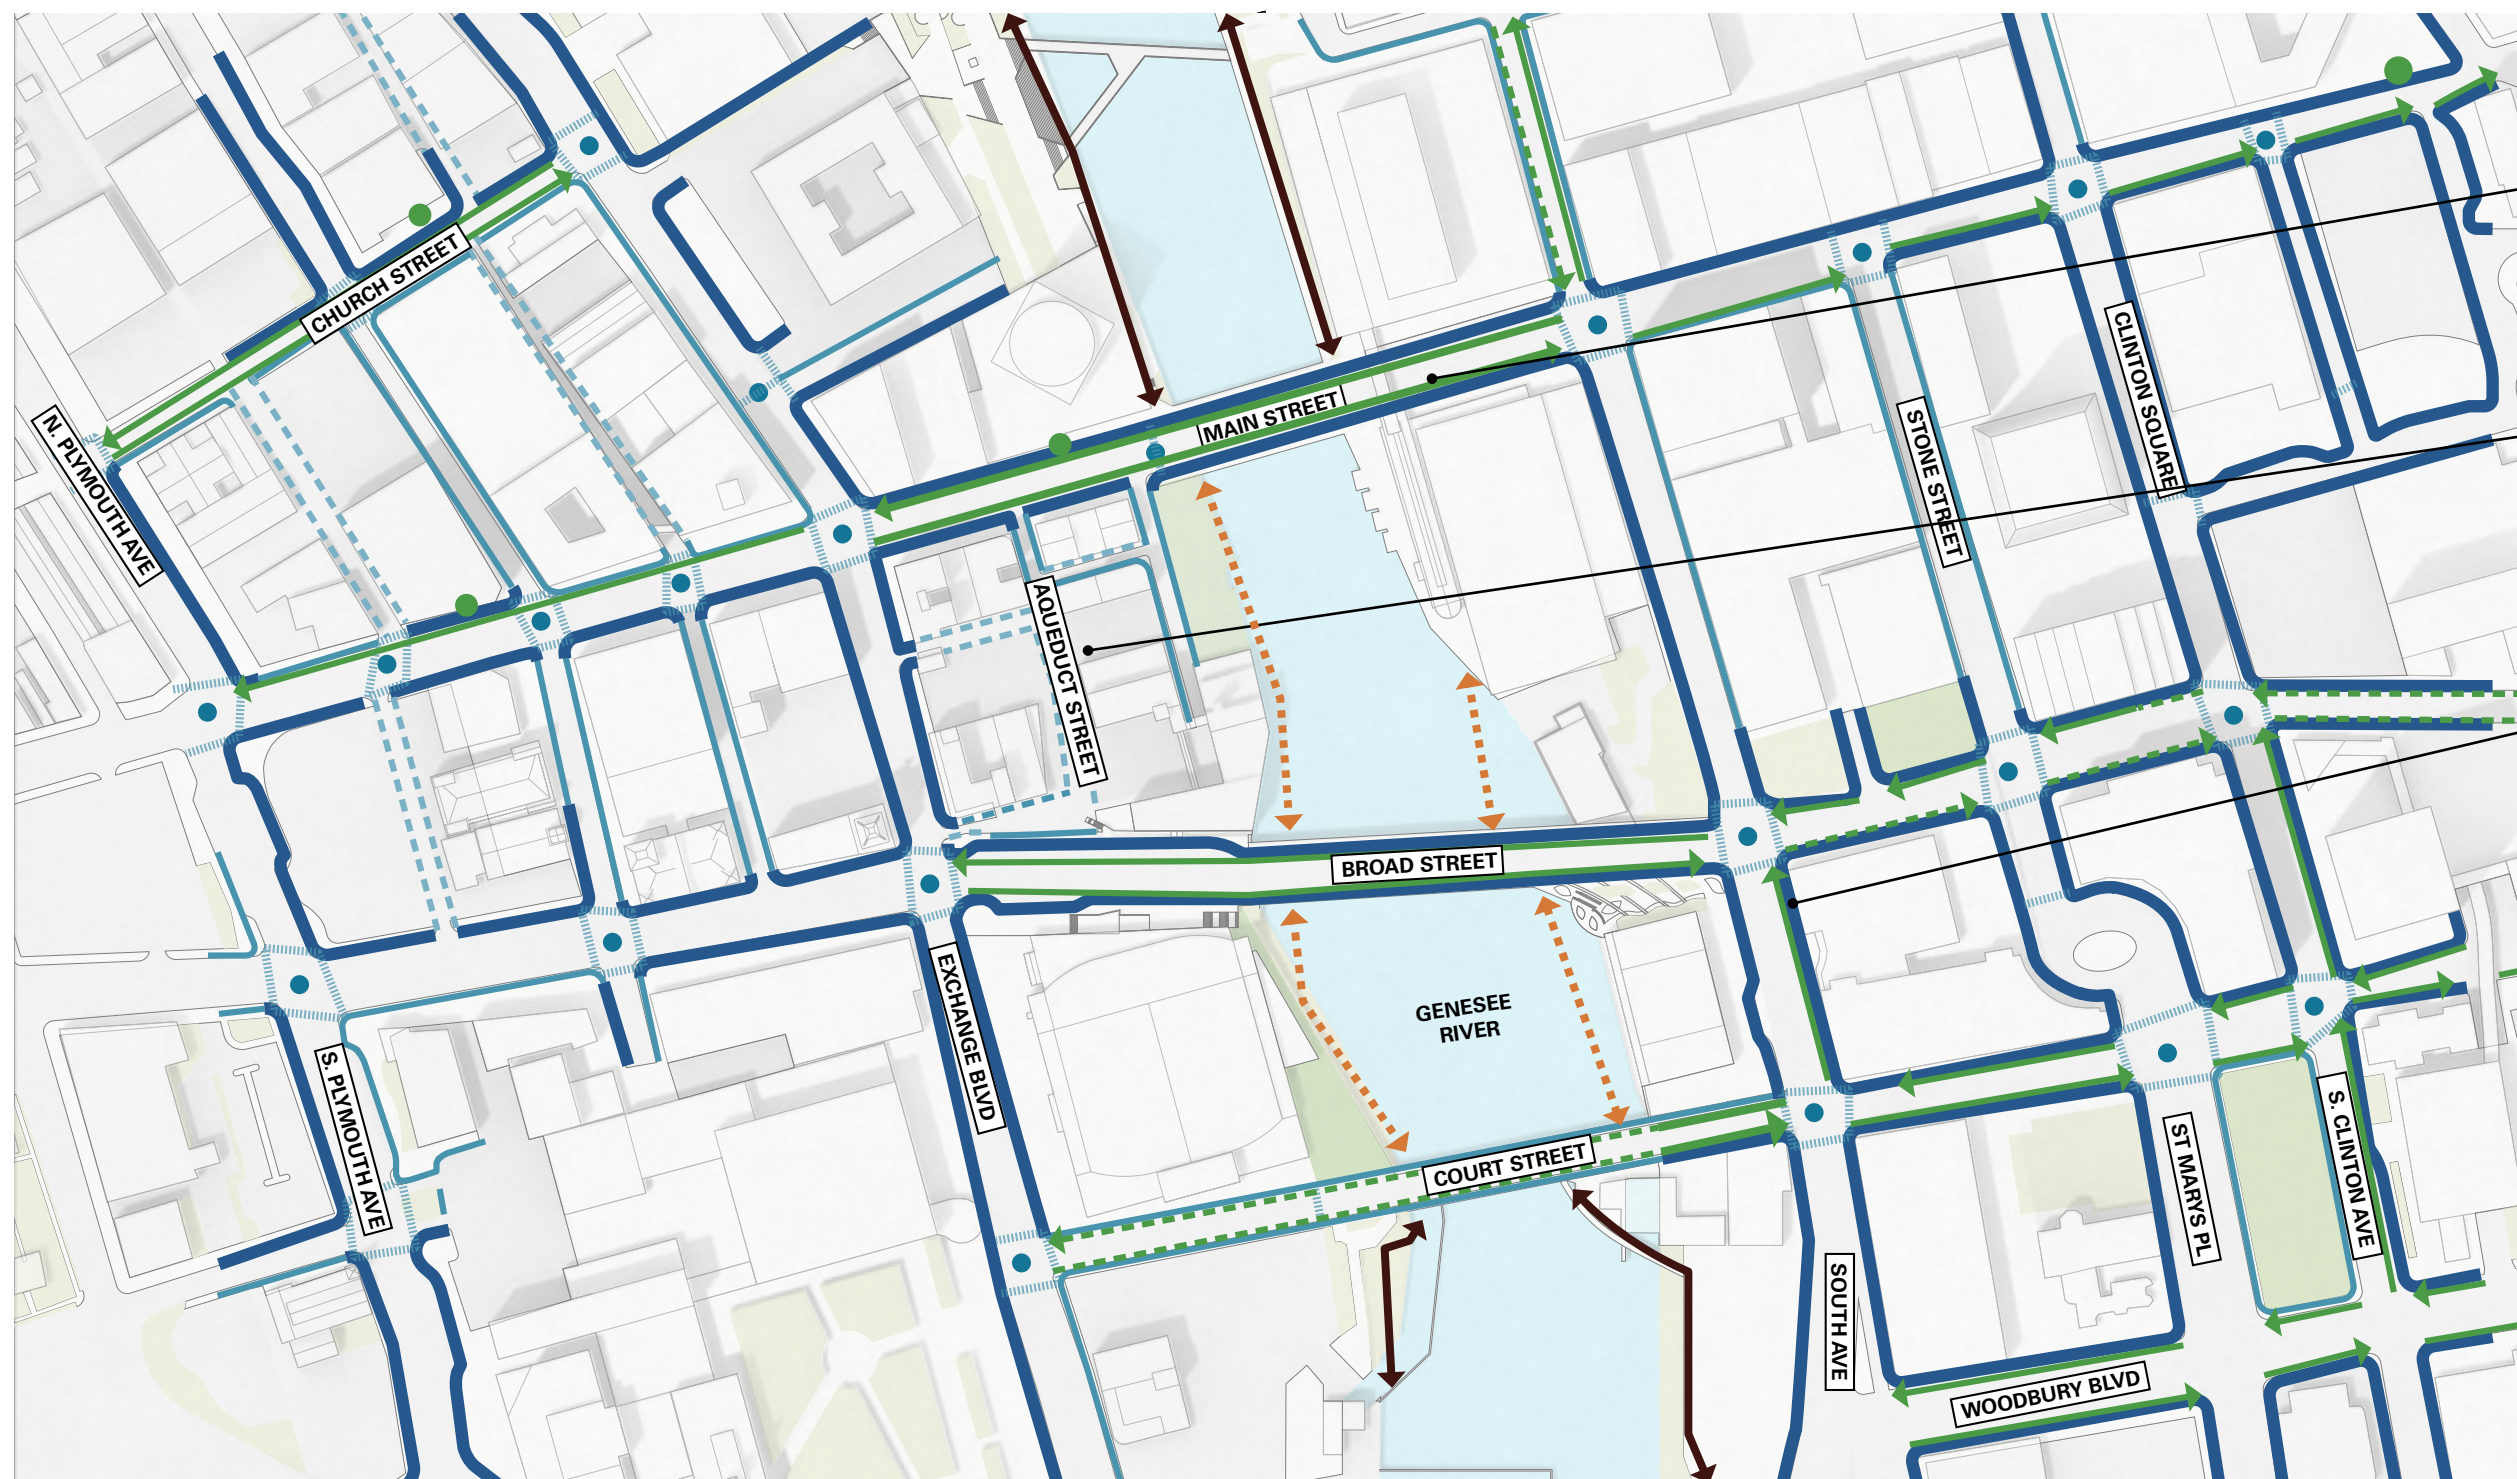 CHURCH STREET
N. PLYMOUTH AVE
MAIN STREET
CLINTON SQUARE
STONE STREET
AQUEDUCT STREET
BROAD STREET
EXCHANGE BLVD
GENESEE
RIVER
S. PLYMOUTH AVE
COURT STREET
ST MARYS PL
S. CLINTON AVE
SOUTH AVE
WOODBURY BLVD